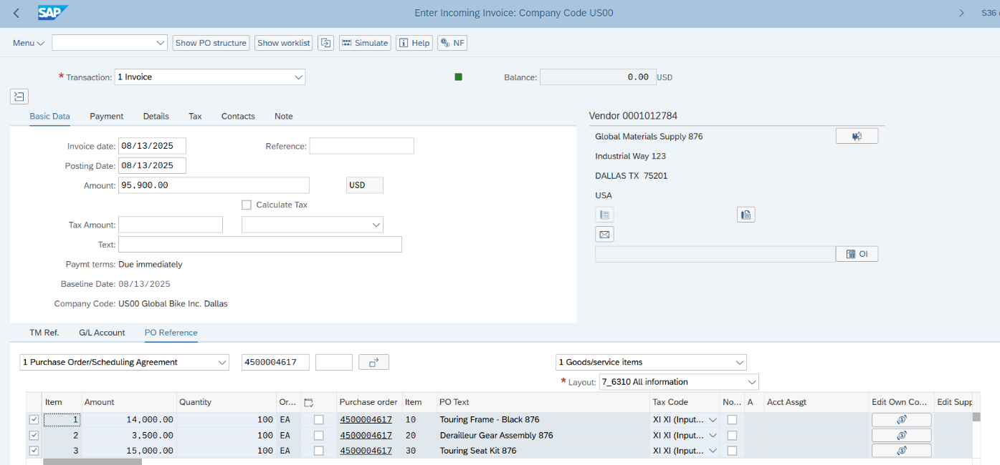 SAP Enter Incoming Invoice: Company Code US00 S36
Menu Show PO structure Show worklist Simulate Help NF
* Transaction: 1 Invoice Balance: 0.00 USD
Basic Data Payment Details Tax Contacts Note Vendor 0001012784
Invoice date: 08/13/2025 Reference: Global Materials Supply 876
Industrial Way 123
Posting Date: 08/13/2025
DALLAS TX 75201
Amount: 95,900.00 USD
USA
Calculate Tax
Tax Amount:
Text:
OI
Paymt terms: Due immediately
Baseline Date: 08/13/2025
Company Code: US00 Global Bike Inc. Dallas
TM Ref. G/L Account PO Reference
1 Purchase Order/Scheduling Agreement 4500004617 1 Goods/service items
* Layout: 7_6310 All information
Item Amount Quantity Or... Purchase order Item PO Text Tax Code No... A Acct Assgt Edit Own Co... Edit Supp
1 14,000.00 100 EA 4500004617 10 Touring Frame - Black 876 XI XI (Input...
2 3,500.00 100 EA 4500004617 20 Derailleur Gear Assembly 876 XI XI (Input...
3 15,000.00 100 EA 4500004617 30 Touring Seat Kit 876 XI XI (Input...